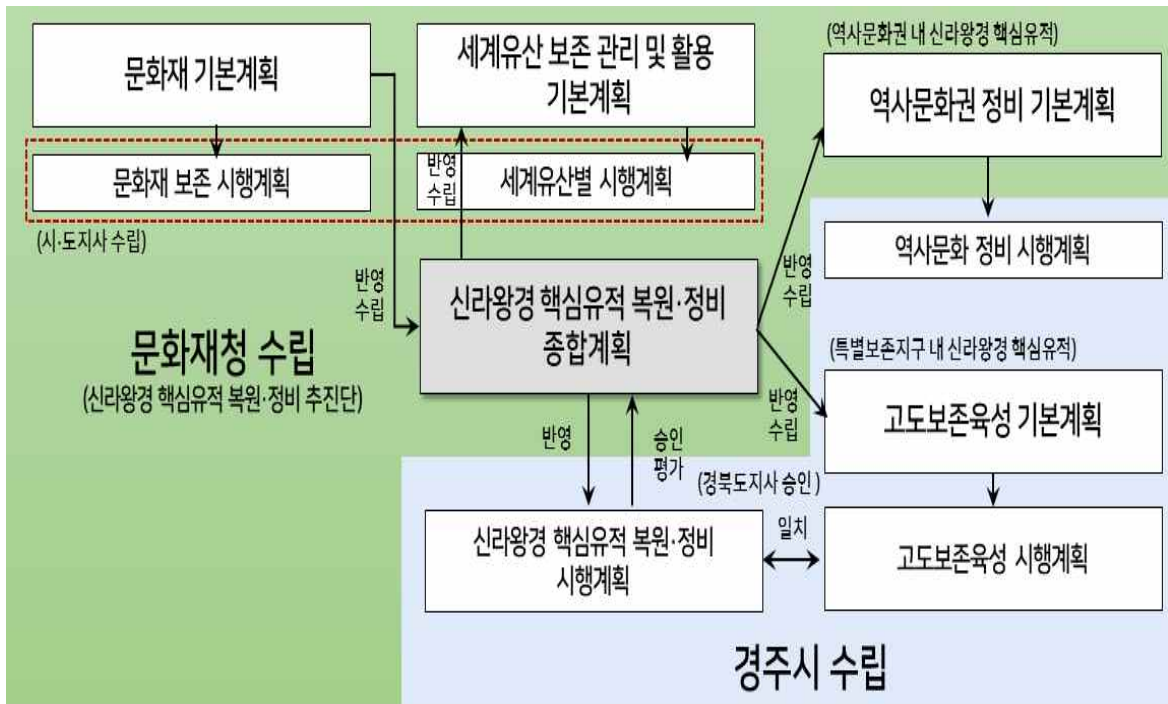 문화재 기본계획
세계유산 보존 관리 및 활용
기본계획
(역사문화권 내 신라왕경 핵심유적)
역사문화권 정비 기본계획
문화재 보존 시행계획
반영
수립
세계유산별 시행계획
(시·도지사 수립)
역사문화 정비 시행계획
반영
수립
신라왕경 핵심유적 복원·정비
종합계획
반영
수립
문화재청 수립
(신라왕경 핵심유적 복원·정비 추진단)
(특별보존지구 내 신라왕경 핵심유적)
고도보존육성 기본계획
반영
수립
반영
승인
평가
(경북도지사 승인)
신라왕경 핵심유적 복원·정비
시행계획
일치
고도보존육성 시행계획
경주시 수립